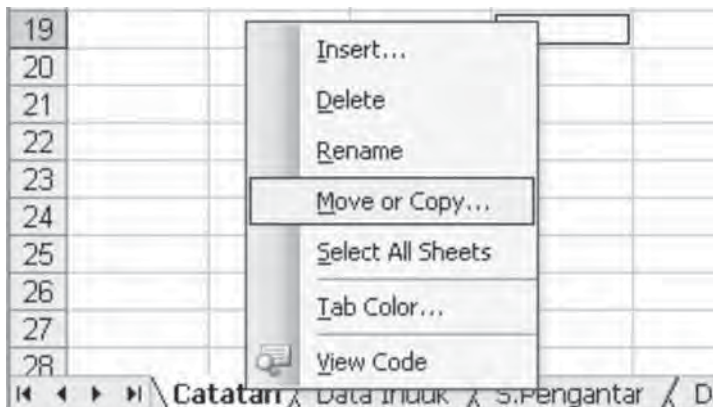 19
Insert...
20
21
Delete
22
Rename
23
Move or Copy...
24
25
Select All Sheets
26
Tab Color...
27
28
View Code
Catatan Data Induk S.Pengantar D